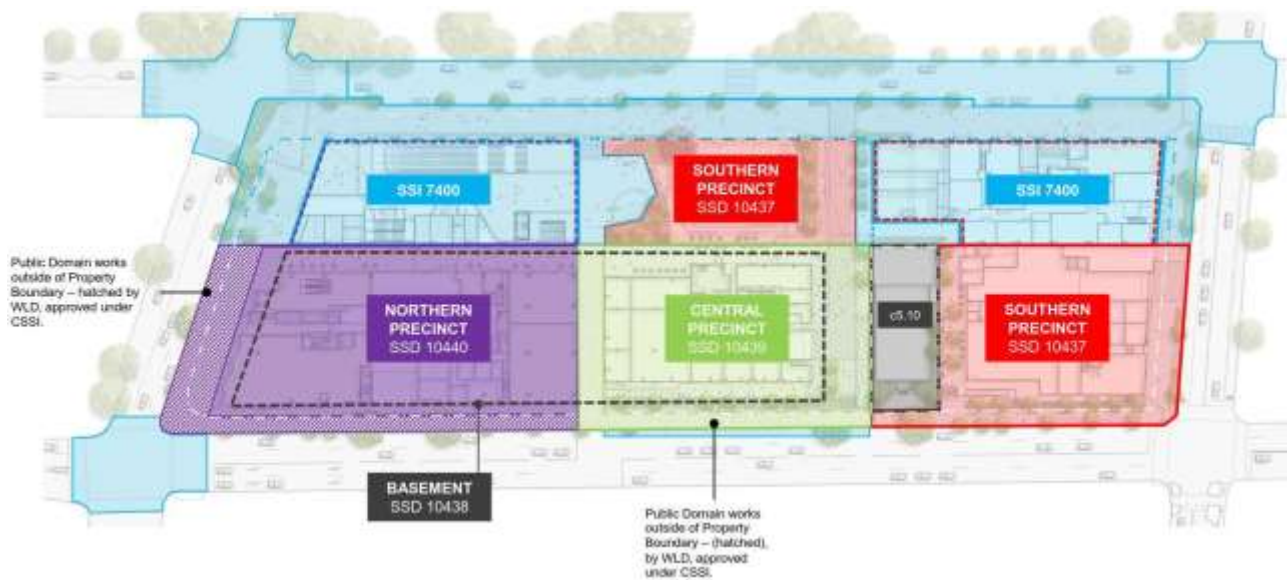 SSI 7400
SOUTHERN
PRECINCT
SSD 10437
SSI 7400
Public Domain works
outside of Property
Boundary – hatched by
WLD, approved under
CSSI.
NORTHERN
PRECINCT
SSD 10440
CENTRAL
PRECINCT
SSD 10439
c5.10
SOUTHERN
PRECINCT
SSD 10437
BASEMENT
SSD 10438
Public Domain works
outside of Property
Boundary – (hatched),
by WLD, approved
under CSSI.